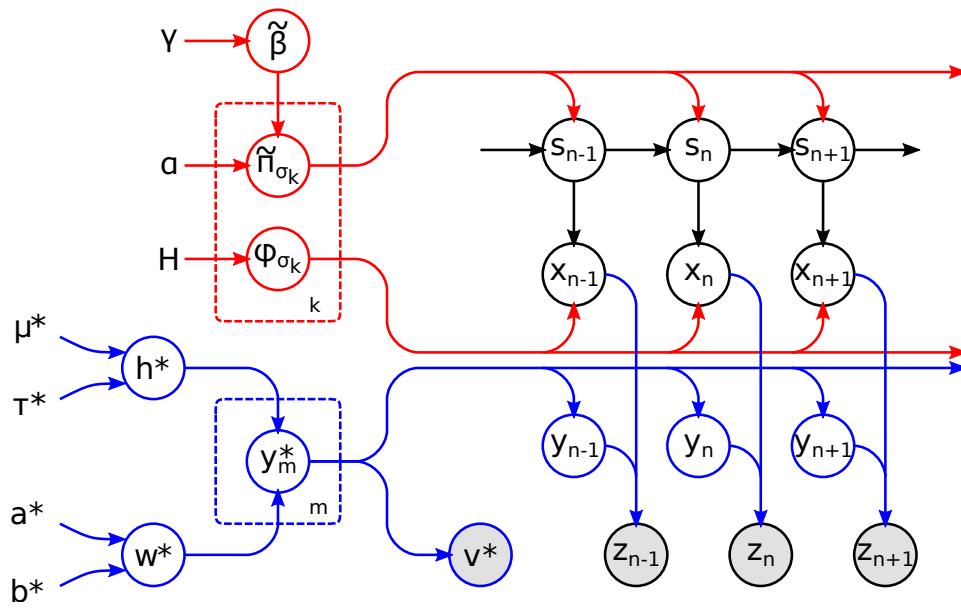 γ β̃
α π̃σk sn-1 sn sn+1
H φσk xn-1 xn xn+1
k
μ* h*
τ*
y*m yn-1 yn yn+1
m
a* w* v* zn-1 zn zn+1
b*